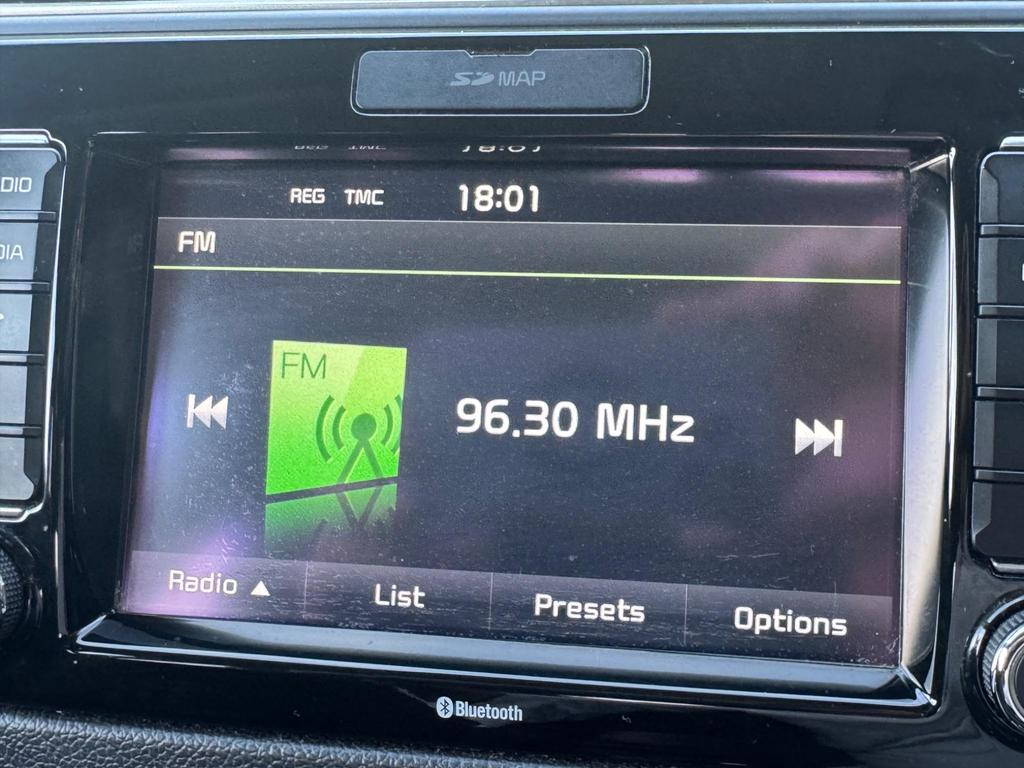 SD MAP
REG TMC 18:01
FM
FM
96.30 MHz
Radio ▲ List Presets Options
Bluetooth